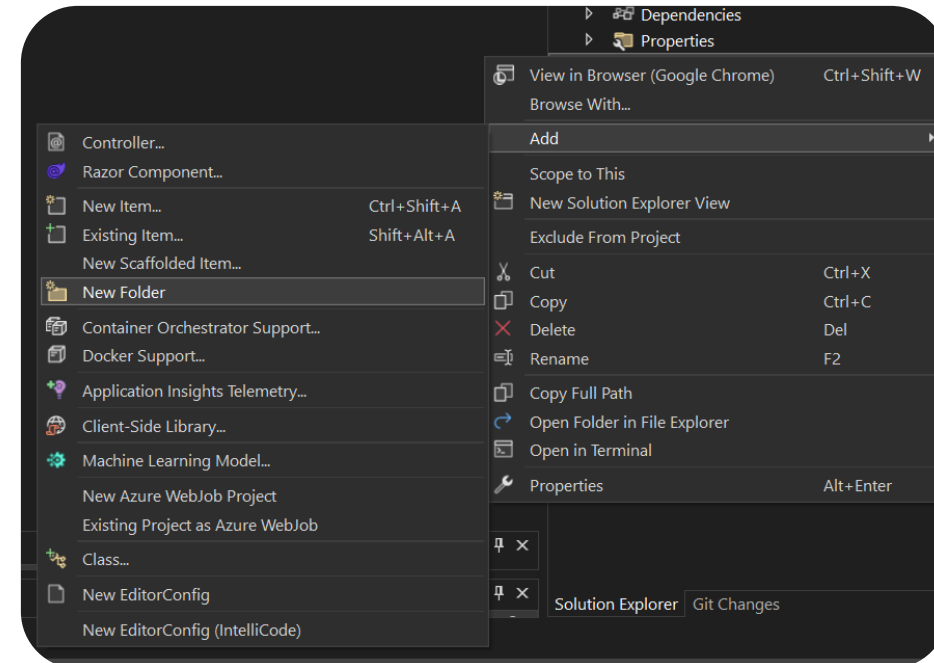 Dependencies
Properties
View in Browser (Google Chrome) Ctrl+Shift+W
Browse With...
Add
Scope to This
New Solution Explorer View
Exclude From Project
Cut Ctrl+X
Copy Ctrl+C
Delete Del
Rename F2
Copy Full Path
Open Folder in File Explorer
Open in Terminal
Properties Alt+Enter
Controller...
Razor Component...
New Item... Ctrl+Shift+A
Existing Item... Shift+Alt+A
New Scaffolded Item...
New Folder
Container Orchestrator Support...
Docker Support...
Application Insights Telemetry...
Client-Side Library...
Machine Learning Model...
New Azure WebJob Project
Existing Project as Azure WebJob
Class...
New EditorConfig
New EditorConfig (IntelliCode)
Solution Explorer Git Changes